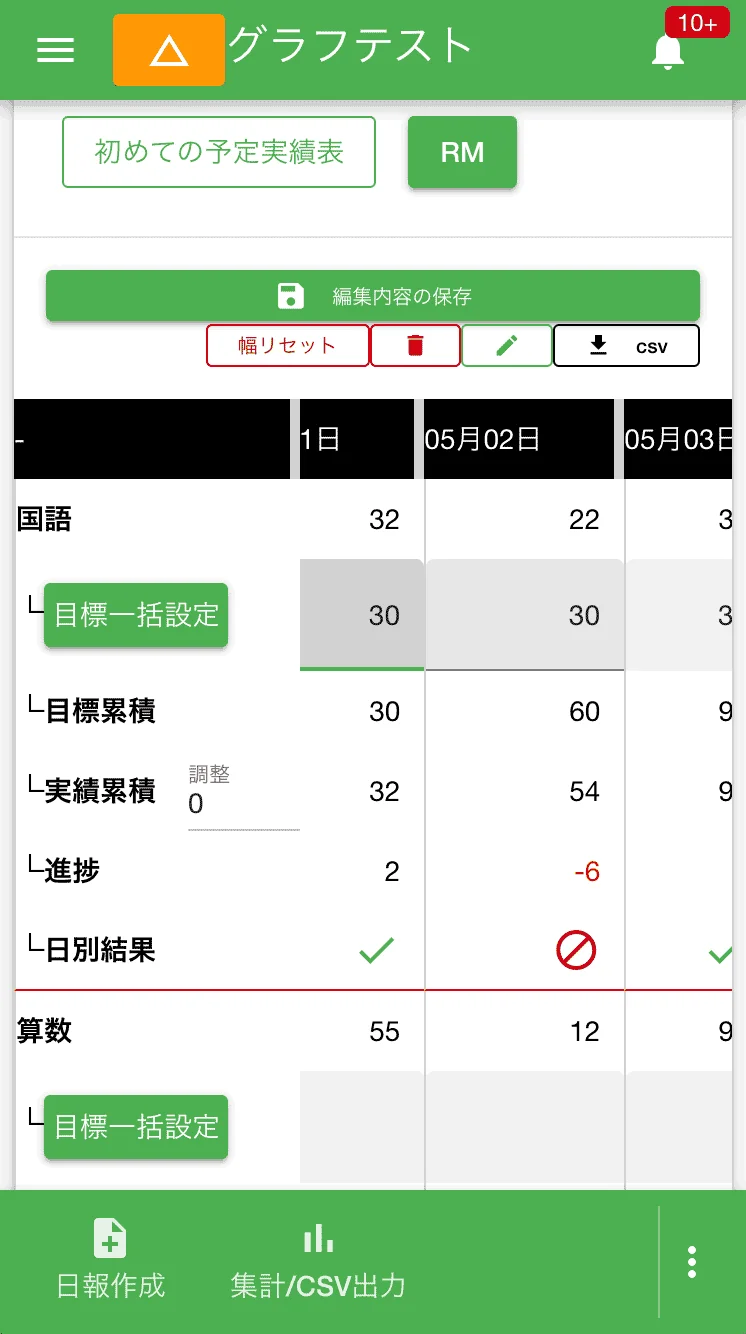 グラフテスト
10+
初めての予定実績表 RM
編集内容の保存
幅リセット csv
- 1日 05月02日 05月03日
国語 32 22 3
目標一括設定 30 30 3
目標累積 30 60 9
調整
実績累積 0 32 54 9
進捗 2 -6
日別結果
算数 55 12 9
目標一括設定
日報作成 集計/CSV出力